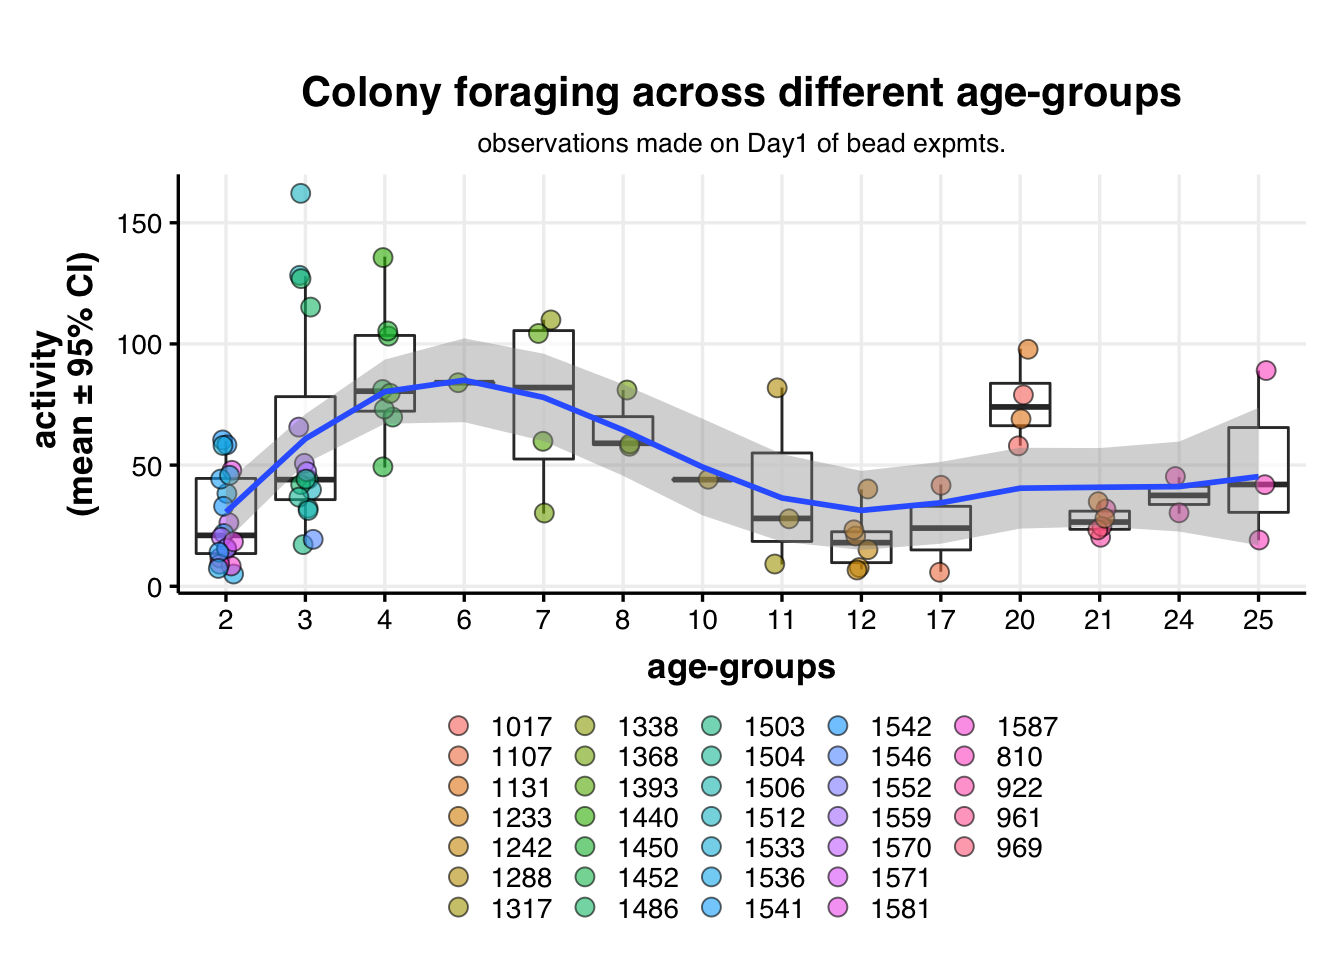 Colony foraging across different age-groups
observations made on Day1 of bead expmts.
activity
(mean ± 95% CI)
150
100
50
0
2 3 4 6 7 8 10 11 12 17 20 21 24 25
age-groups
1017 1338 1503 1542 1587
1107 1368 1504 1546 810
1131 1393 1506 1552 922
1233 1440 1512 1559 961
1242 1450 1533 1570 969
1288 1452 1536 1571
1317 1486 1541 1581